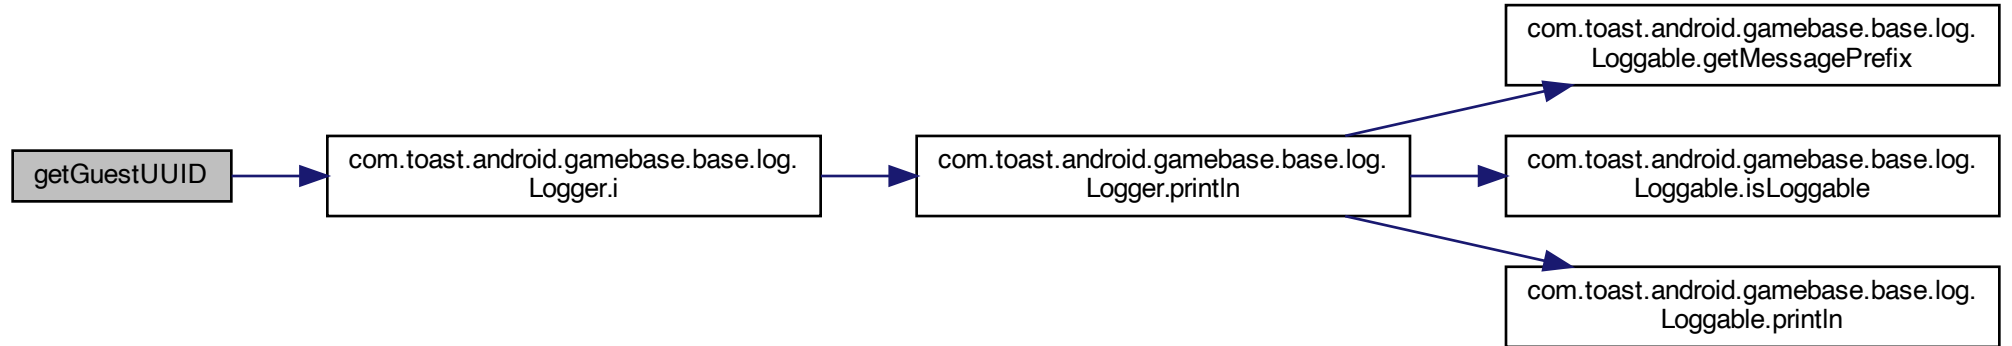 getGuestUUID
com.toast.android.gamebase.base.log.
Logger.i
com.toast.android.gamebase.base.log.
Logger.println
com.toast.android.gamebase.base.log.
Loggable.getMessagePrefix
com.toast.android.gamebase.base.log.
Loggable.isLoggable
com.toast.android.gamebase.base.log.
Loggable.println